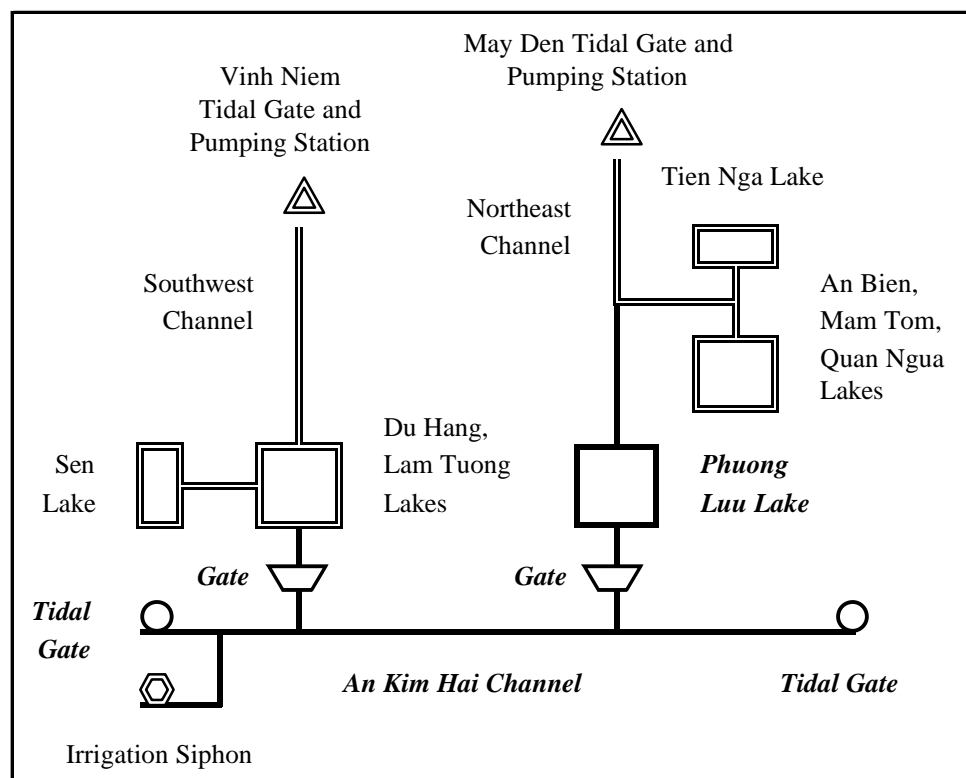 May Den Tidal Gate and
Pumping Station
Vinh Niem
Tidal Gate and
Pumping Station
Tien Nga Lake
Northeast
Channel
Southwest
Channel
An Bien,
Mam Tom,
Quan Ngua
Lakes
Sen
Lake
Du Hang,
Lam Tuong
Lakes
Phuong
Luu Lake
Gate
Gate
Tidal
Gate
An Kim Hai Channel
Tidal Gate
Irrigation Siphon